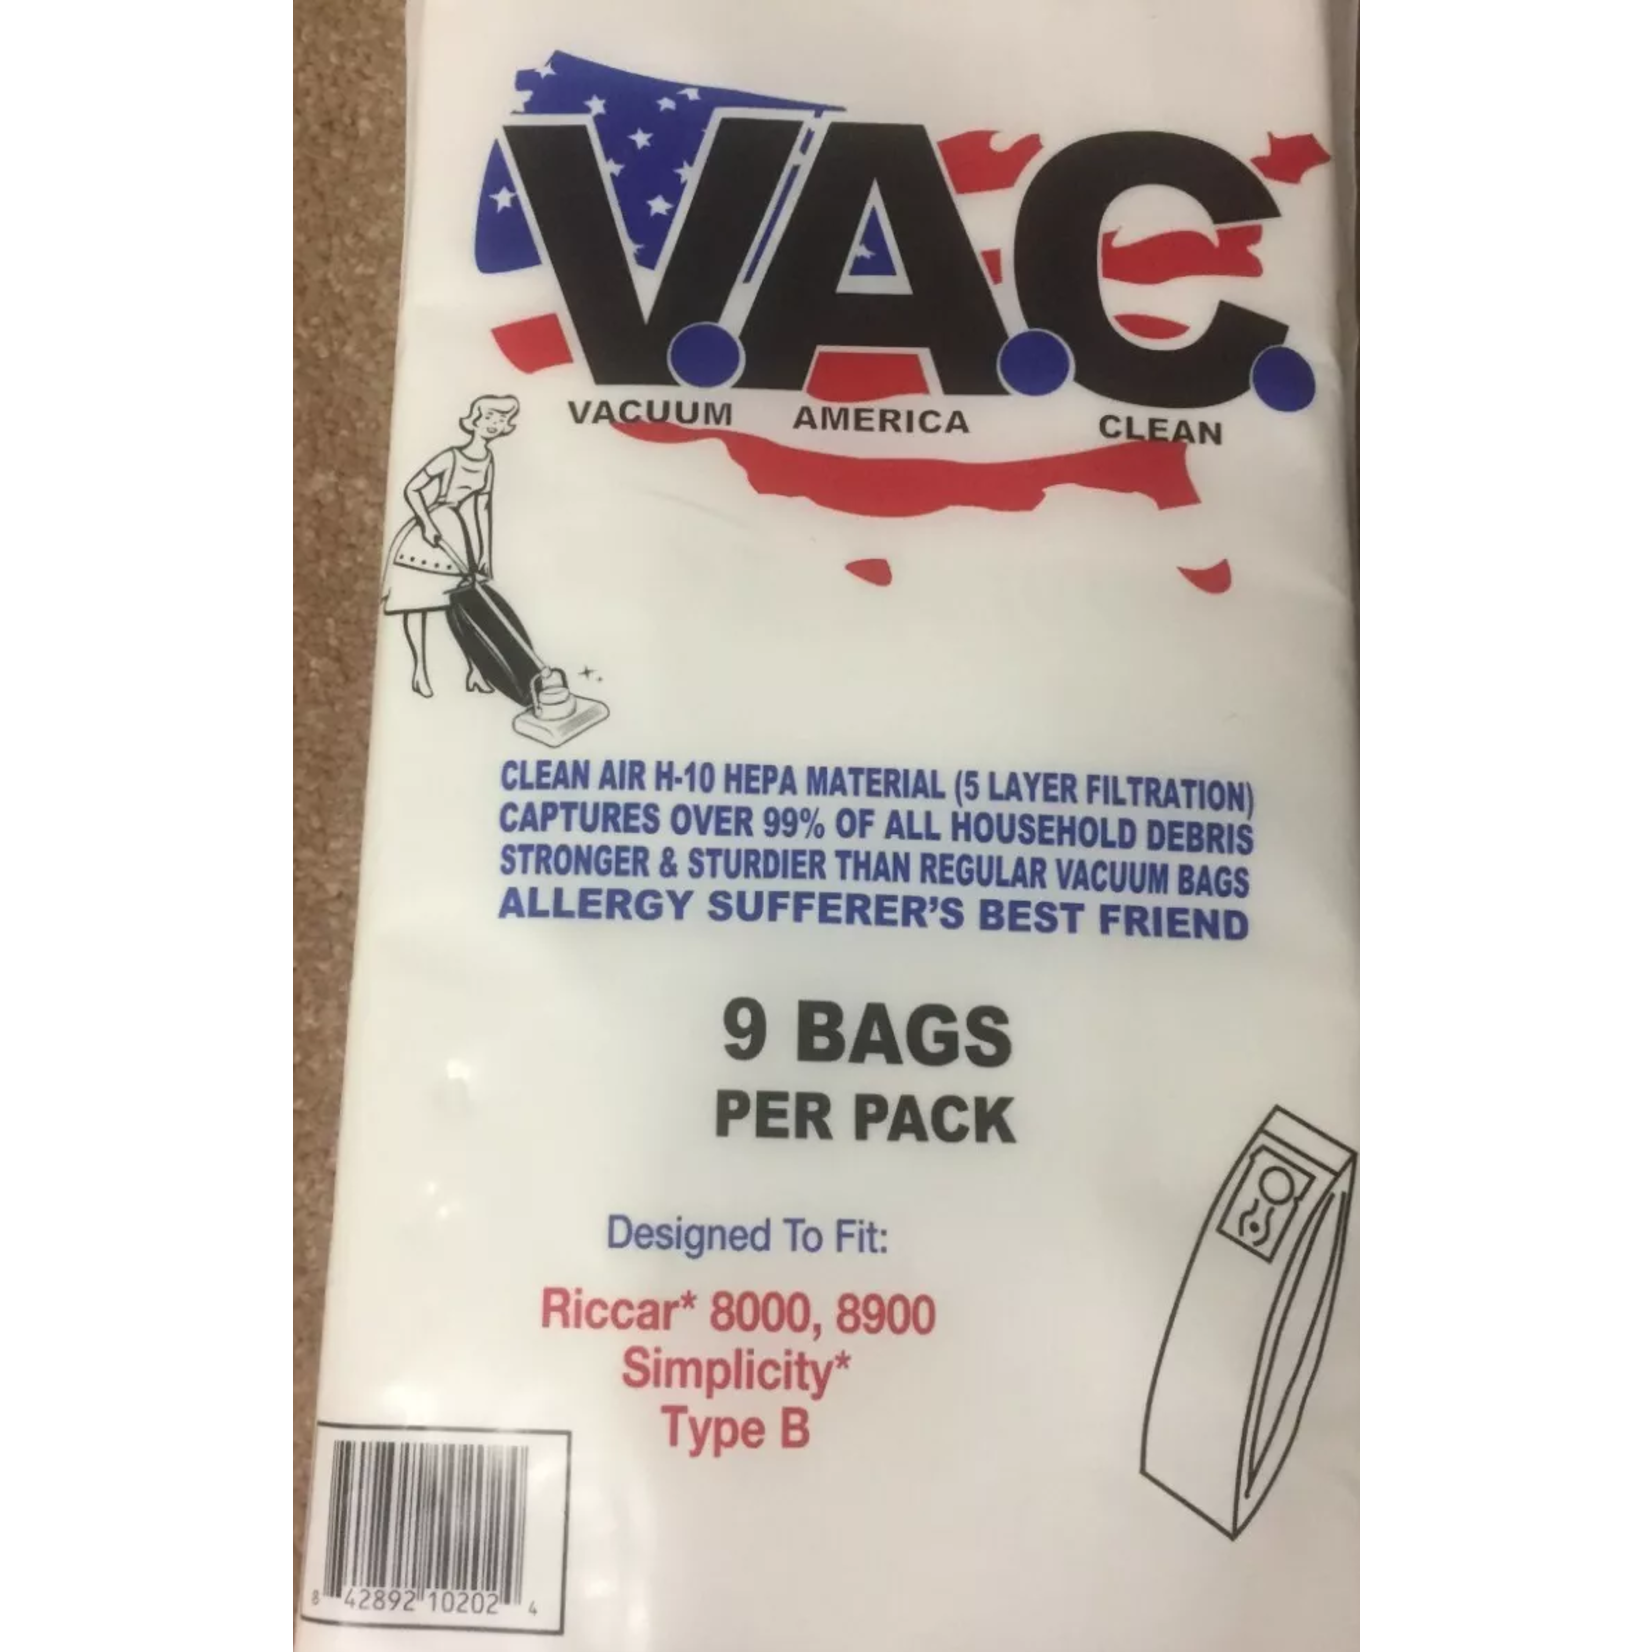 V.A.C.
VACUUM AMERICA CLEAN
CLEAN AIR H-10 HEPA MATERIAL (5 LAYER FILTRATION)
CAPTURES OVER 99% OF ALL HOUSEHOLD DEBRIS
STRONGER & STURDIER THAN REGULAR VACUUM BAGS
ALLERGY SUFFERER'S BEST FRIEND
9 BAGS
PER PACK
Designed To Fit:
Riccar* 8000, 8900
Simplicity*
Type B
8 42892 10202 4